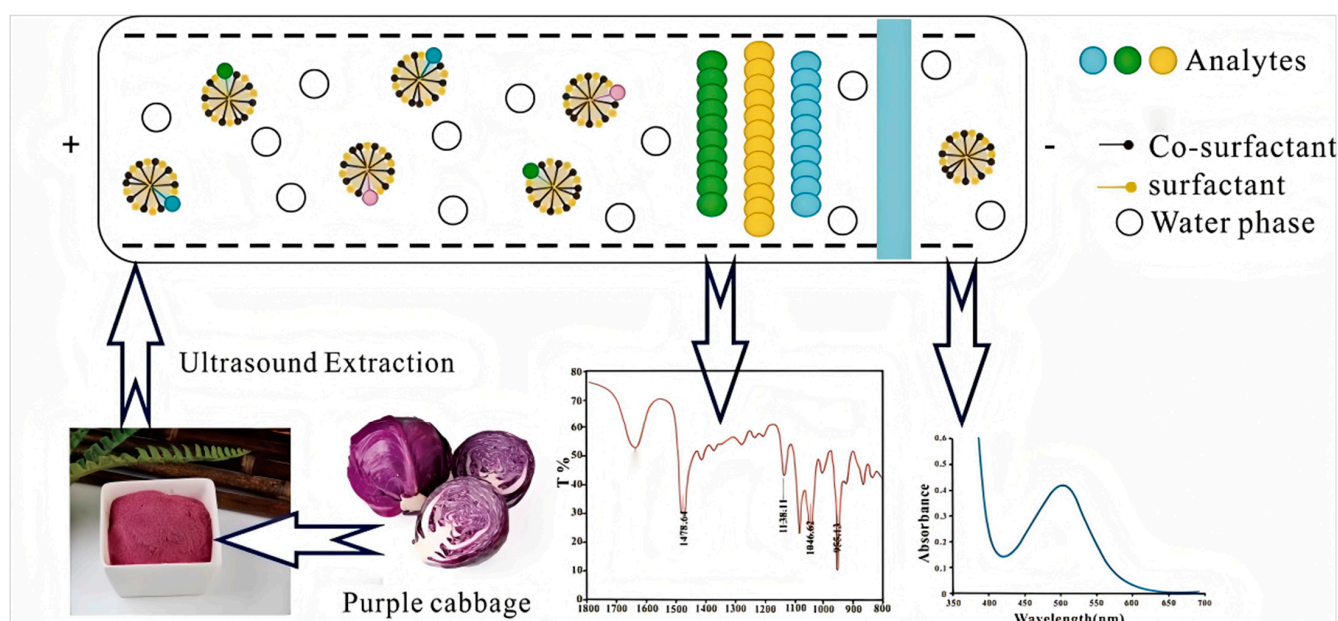 Analytes
+
-
Co-surfactant
surfactant
Water phase
Ultrasound Extraction
Purple cabbage
T %
80
70
60
50
40
30
20
10
0
1478.64
1138.11
1046.62
955.13
1800 1700 1600 1500 1400 1300 1200 1100 1000 900 800
Absorbance
0.6
0.5
0.4
0.3
0.2
0.1
0
350 400 450 500 550 600 650 700
Wavelength(nm)